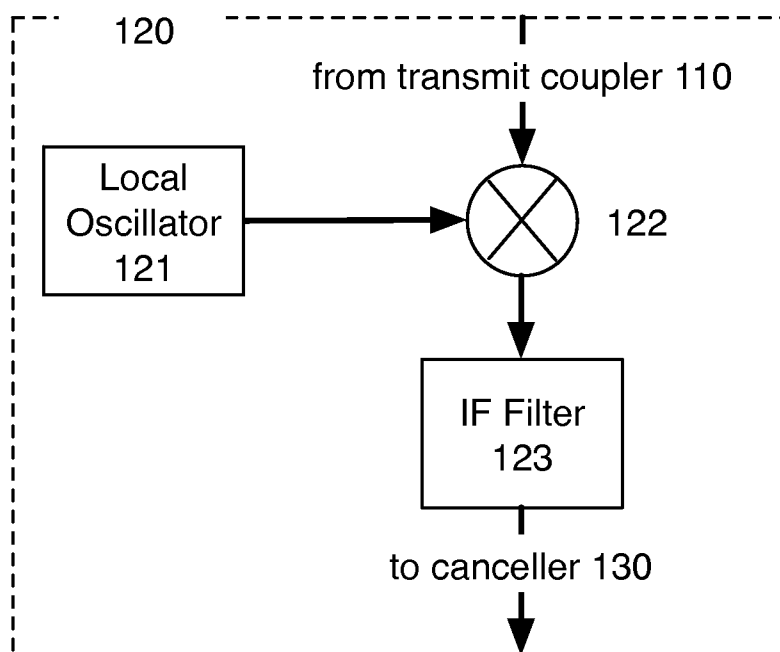 120
from transmit coupler 110
Local
Oscillator
121
122
IF Filter
123
to canceller 130